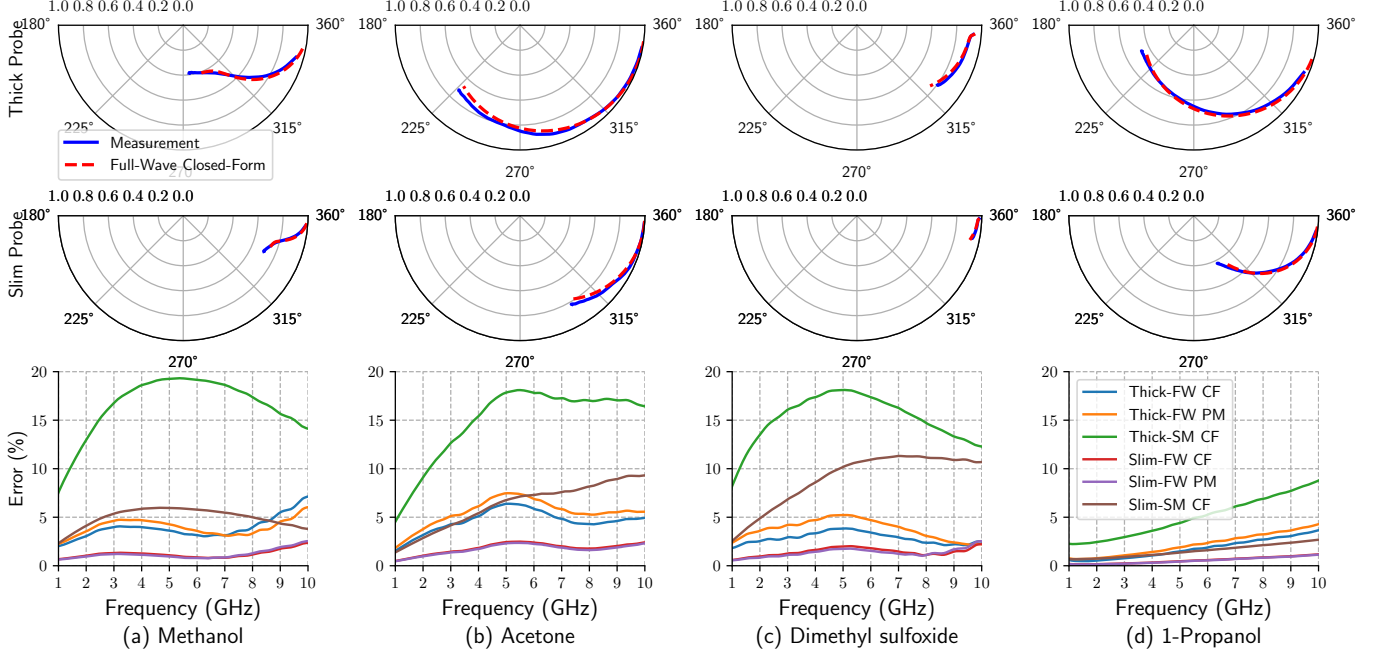 1.0 0.8 0.6 0.4 0.2 0.0
1.0 0.8 0.6 0.4 0.2 0.0
1.0 0.8 0.6 0.4 0.2 0.0
1.0 0.8 0.6 0.4 0.2 0.0
Thick Probe
180° 360°
180° 360°
180° 360°
180° 360°
225° 315°
225° 315°
225° 315°
225° 315°
Measurement
Full-Wave Closed-Form
270°
270°
270°
270°
1.0 0.8 0.6 0.4 0.2 0.0
1.0 0.8 0.6 0.4 0.2 0.0
1.0 0.8 0.6 0.4 0.2 0.0
1.0 0.8 0.6 0.4 0.2 0.0
Slim Probe
180° 360°
180° 360°
180° 360°
180° 360°
225° 315°
225° 315°
225° 315°
225° 315°
270°
270°
270°
270°
Error (%)
20
15
10
5
0
1 2 3 4 5 6 7 8 9 10
Frequency (GHz)
(a) Methanol
20
15
10
5
0
1 2 3 4 5 6 7 8 9 10
Frequency (GHz)
(b) Acetone
20
15
10
5
0
1 2 3 4 5 6 7 8 9 10
Frequency (GHz)
(c) Dimethyl sulfoxide
20
15
10
5
0
Thick-FW CF
Thick-FW PM
Thick-SM CF
Slim-FW CF
Slim-FW PM
Slim-SM CF
1 2 3 4 5 6 7 8 9 10
Frequency (GHz)
(d) 1-Propanol